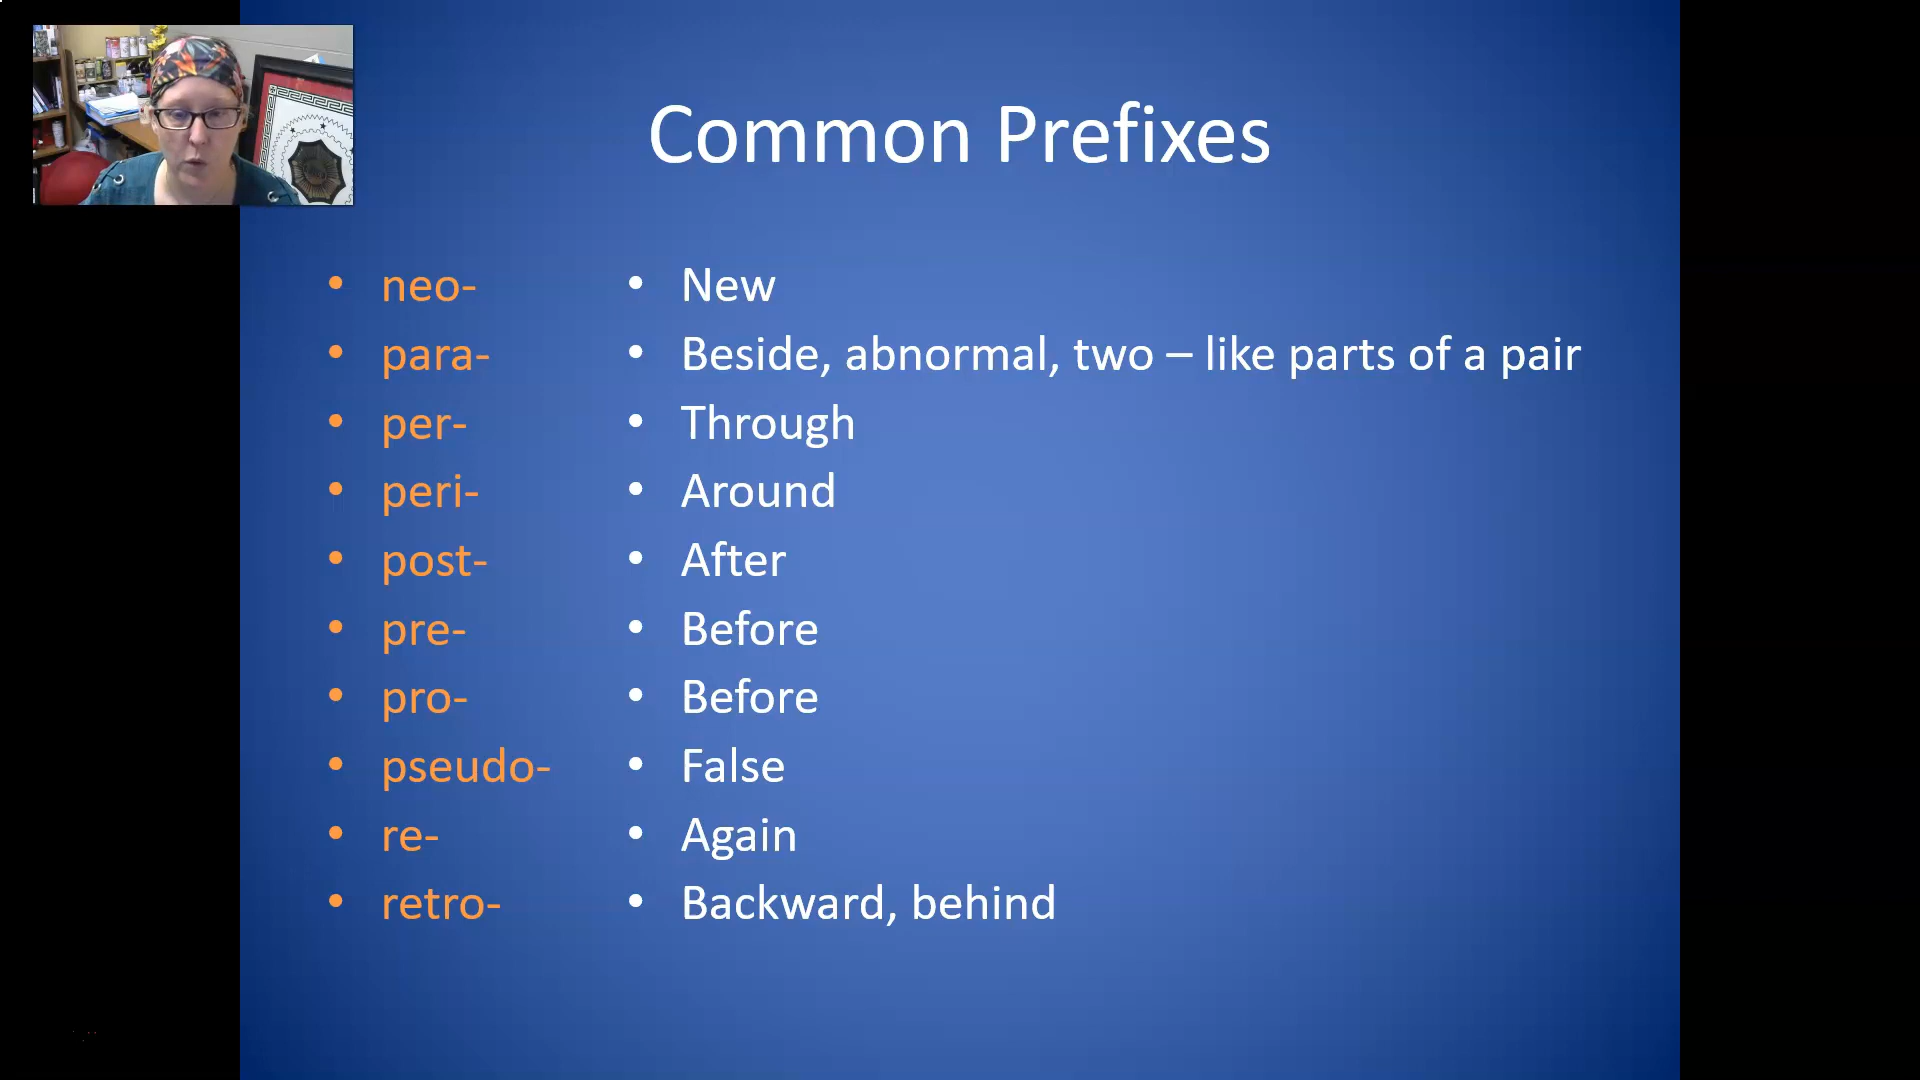 Common Prefixes
• neo- • New
• para- • Beside, abnormal, two – like parts of a pair
• per- • Through
• peri- • Around
• post- • After
• pre- • Before
• pro- • Before
• pseudo- • False
• re- • Again
• retro- • Backward, behind